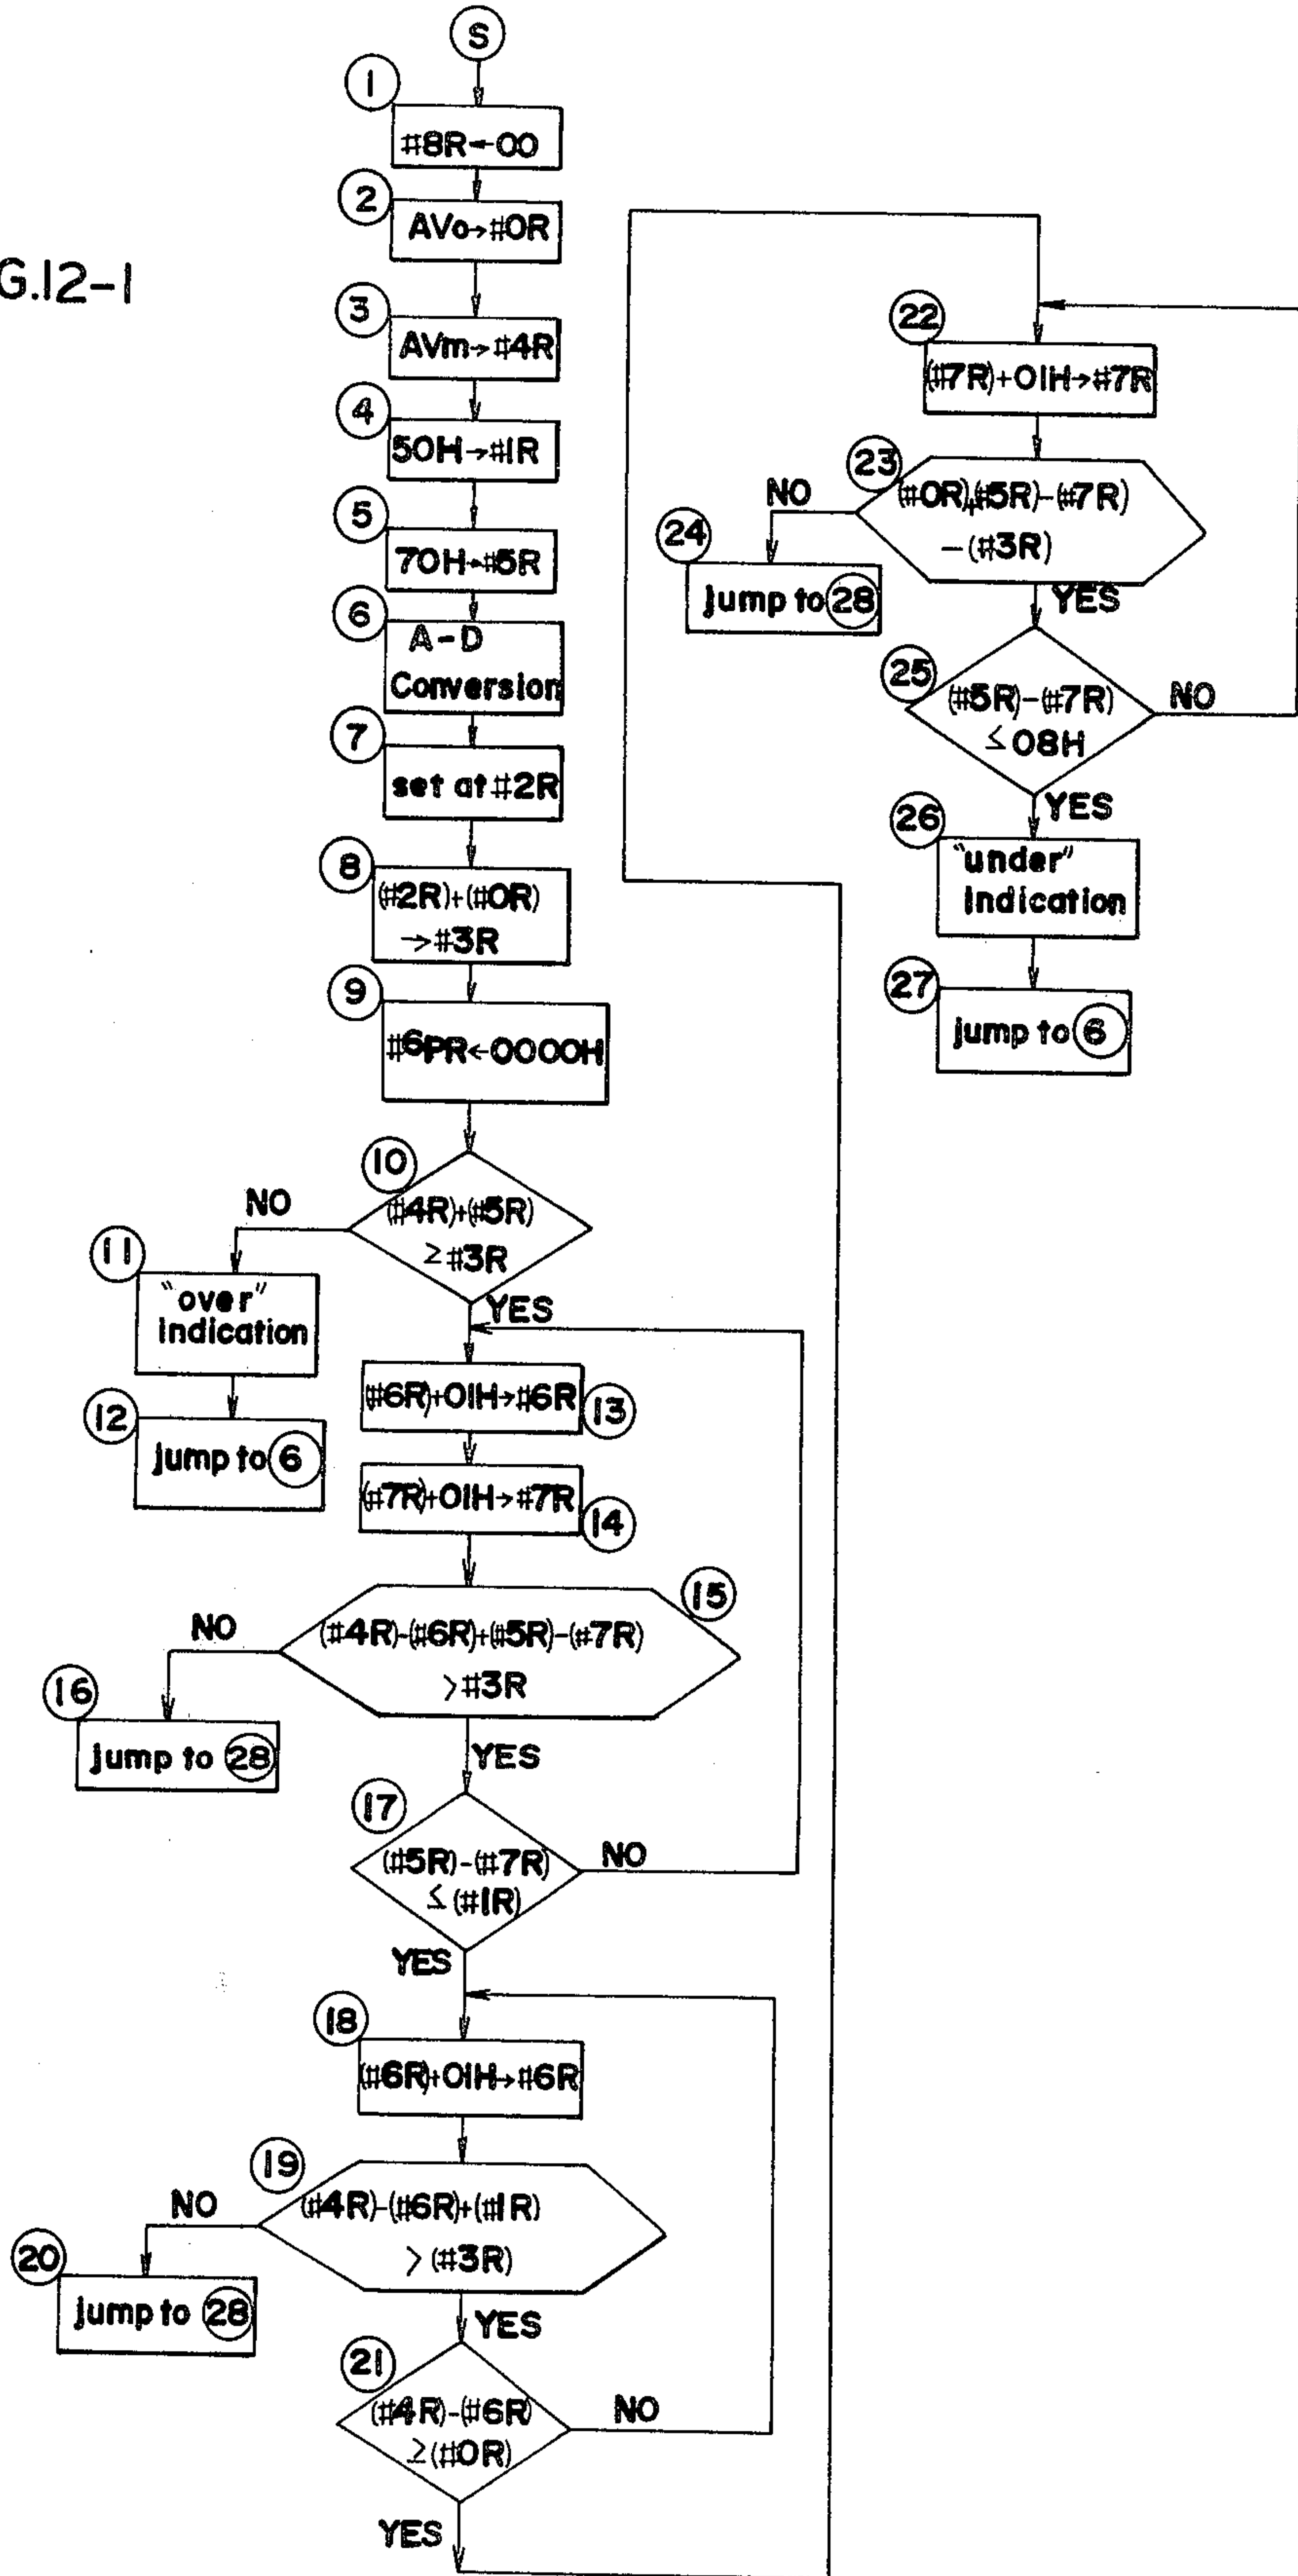 S
1
#8R←00
2
AVo→#0R
G.12-1
3
AVm→#4R
4
50H→#1R
5
70H→#5R
6
A-D
Conversion
7
set at #2R
8
(#2R)+(#0R)
→#3R
9
#6PR←0000H
10
(#4R)+(#5R)
≥#3R
NO
YES
11
"over"
Indication
12
jump to 6
(#6R)+01H→#6R
13
(#7R)+01H→#7R
14
15
(#4R)-(#6R)+(#5R)-(#7R)
>#3R
NO
YES
16
jump to 28
17
(#5R)-(#7R)
≤(#1R)
NO
YES
18
(#6R)+01H→#6R
19
(#4R)-(#6R)+(#1R)
>(#3R)
NO
YES
20
jump to 28
21
(#4R)-(#6R)
≥(#0R)
NO
YES
22
(#7R)+01H→#7R
23
(#0R)+(#5R)-(#7R)
-(#3R)
NO
YES
24
jump to 28
25
(#5R)-(#7R)
≤08H
NO
YES
26
"under"
Indication
27
jump to 6